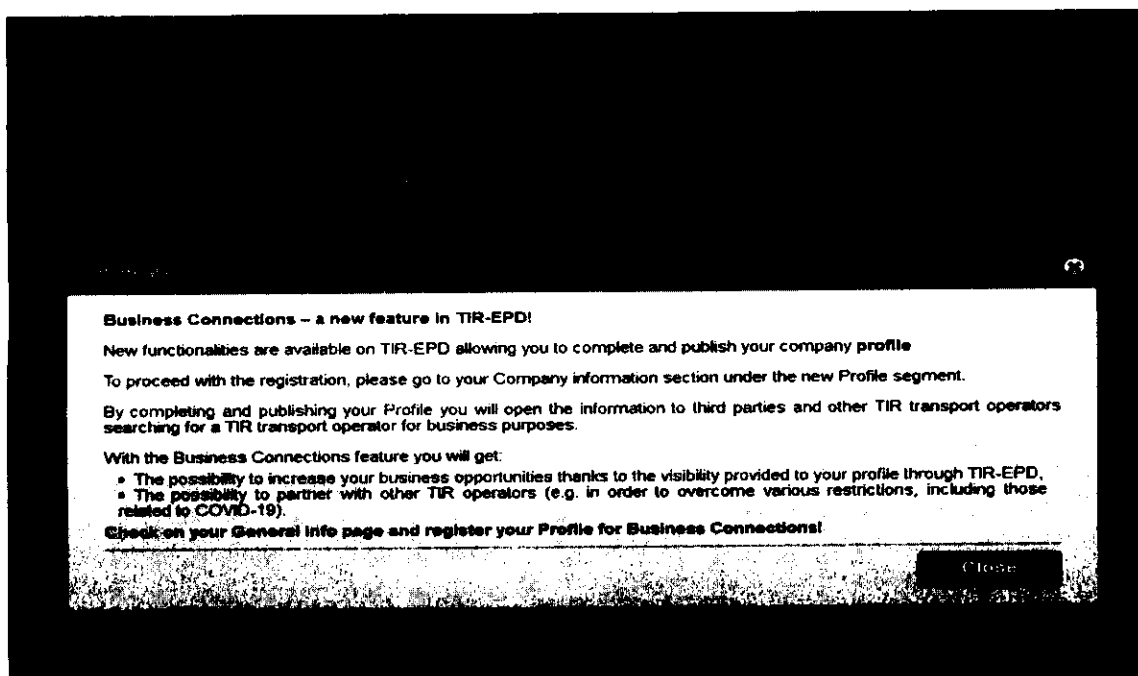 Business Connections – a new feature in TIR-EPD!
New functionalities are available on TIR-EPD allowing you to complete and publish your company profile
To proceed with the registration, please go to your Company information section under the new Profile segment.
By completing and publishing your Profile you will open the information to third parties and other TIR transport operators
searching for a TIR transport operator for business purposes.
With the Business Connections feature you will get:
• The possibility to increase your business opportunities thanks to the visibility provided to your profile through TIR-EPD,
• The possibility to partner with other TIR operators (e.g. in order to overcome various restrictions, including those
related to COVID-19).
Check on your General info page and register your Profile for Business Connections!
Close